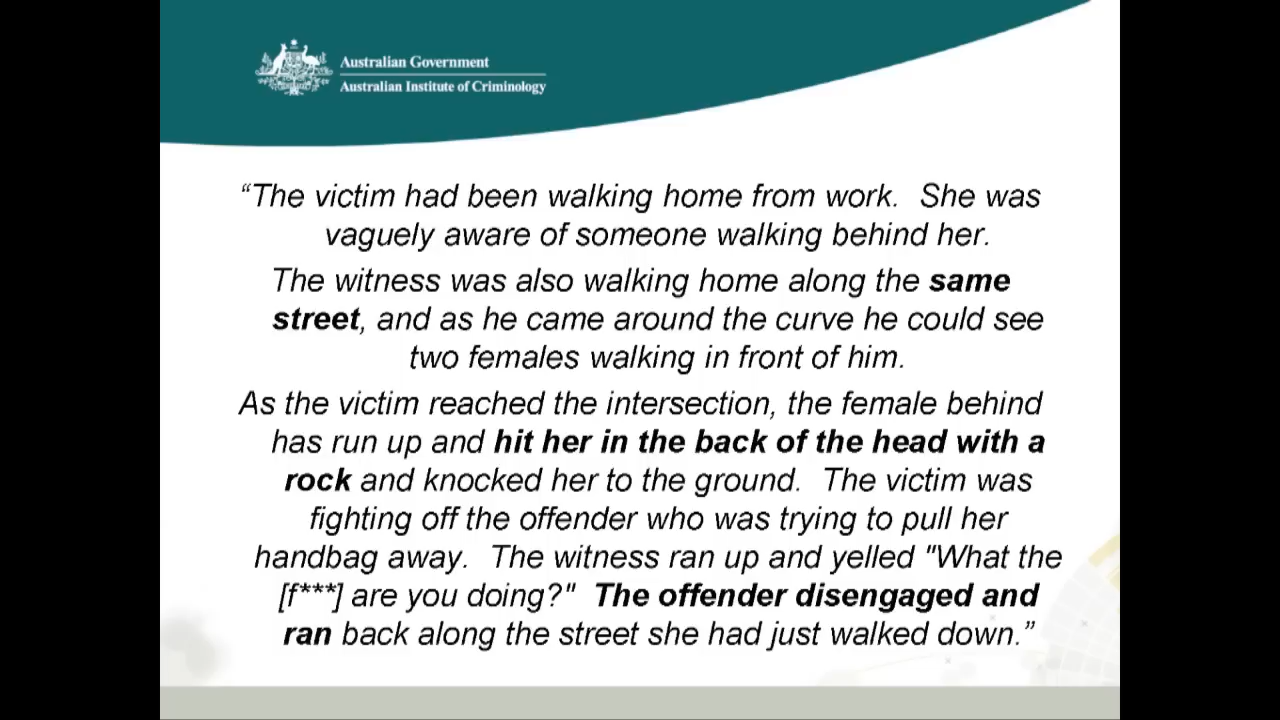 Australian Government
Australian Institute of Criminology
“The victim had been walking home from work.  She was
vaguely aware of someone walking behind her.
The witness was also walking home along the same
street, and as he came around the curve he could see
two females walking in front of him.
As the victim reached the intersection, the female behind
has run up and hit her in the back of the head with a
rock and knocked her to the ground.  The victim was
fighting off the offender who was trying to pull her
handbag away.  The witness ran up and yelled "What the
[f***] are you doing?"  The offender disengaged and
ran back along the street she had just walked down.”